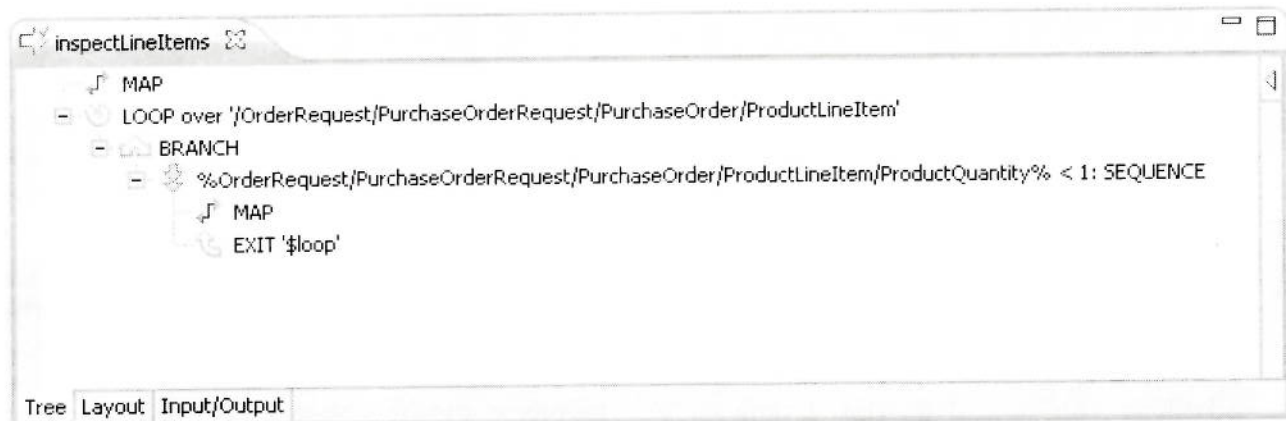 inspectLineItems
MAP
LOOP over '/OrderRequest/PurchaseOrderRequest/PurchaseOrder/ProductLineItem'
BRANCH
%OrderRequest/PurchaseOrderRequest/PurchaseOrder/ProductLineItem/ProductQuantity% < 1: SEQUENCE
MAP
EXIT '$loop'
Tree Layout Input/Output